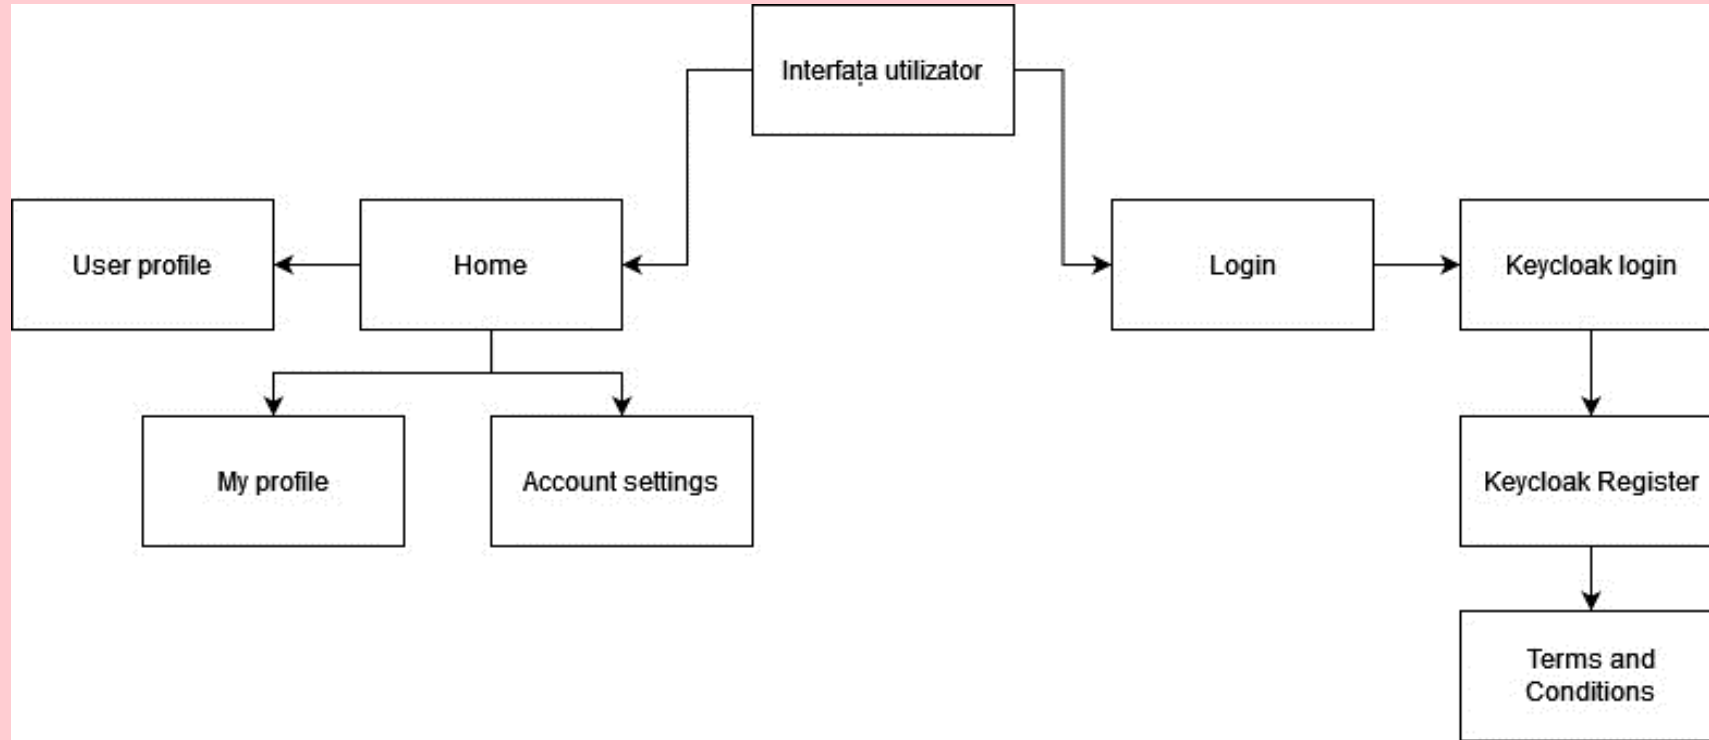 Interfața utilizator
User profile
Home
Login
Keycloak login
My profile
Account settings
Keycloak Register
Terms and
Conditions